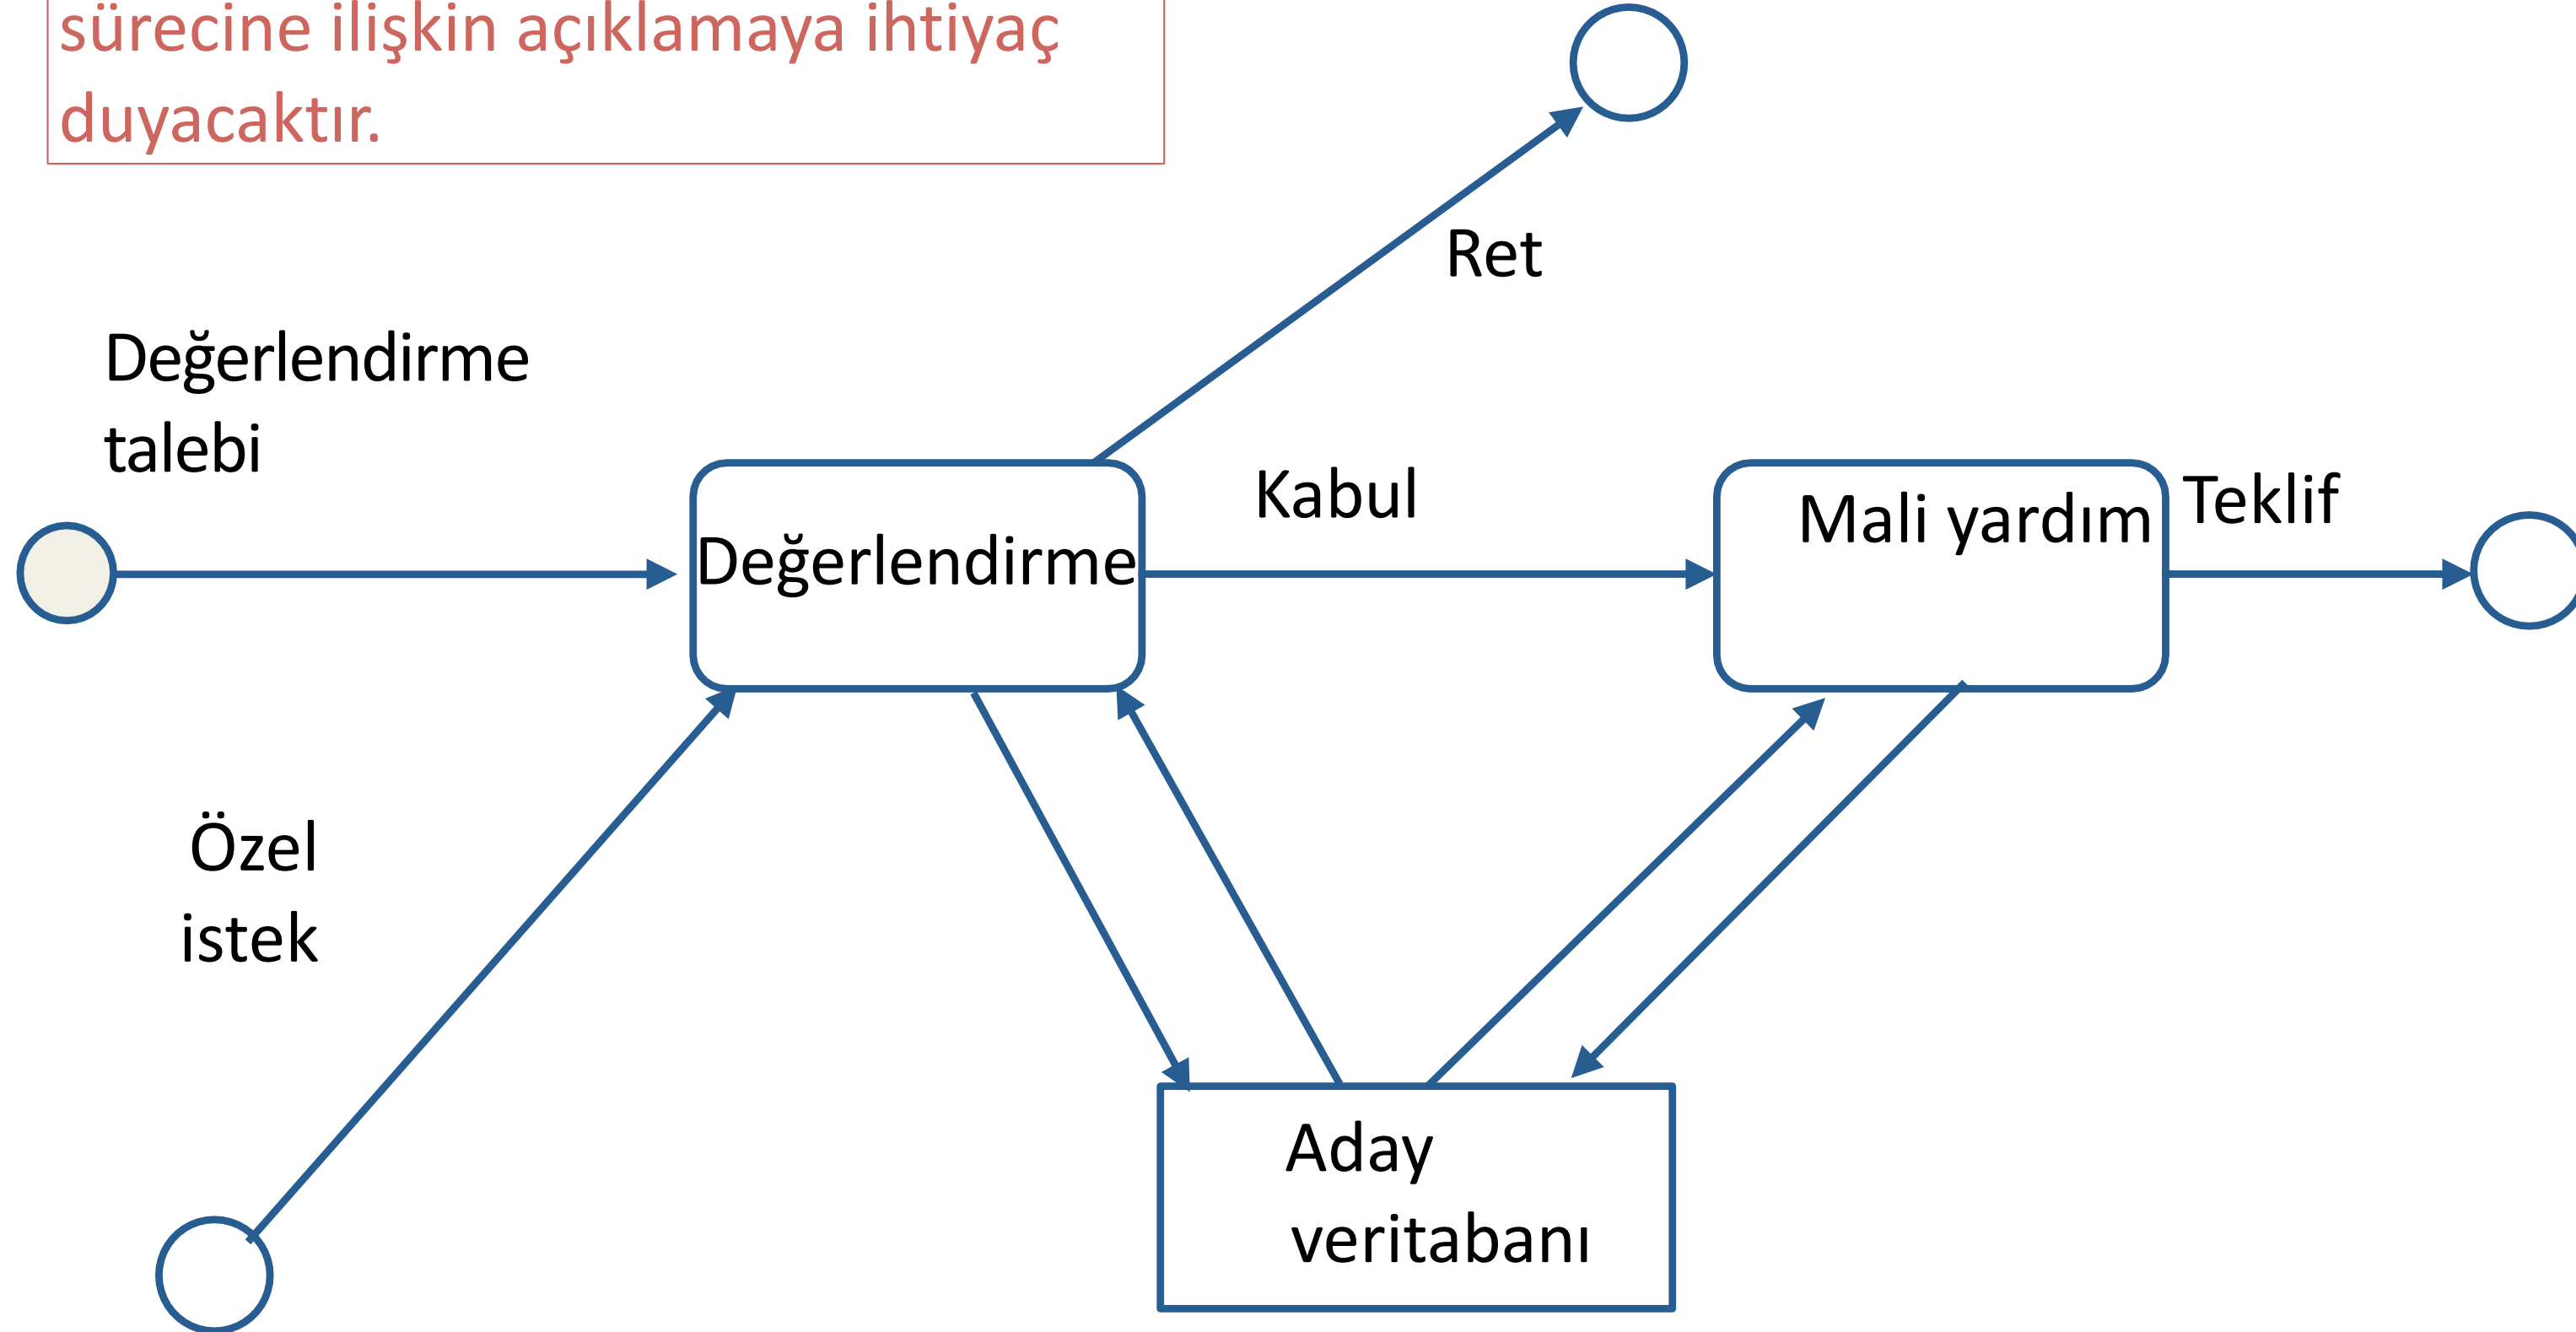 sürecine ilişkin açıklamaya ihtiyaç
duyacaktır.
Ret
Değerlendirme
talebi
Kabul
Mali yardım
Teklif
Değerlendirme
Özel
istek
Aday
veritabanı